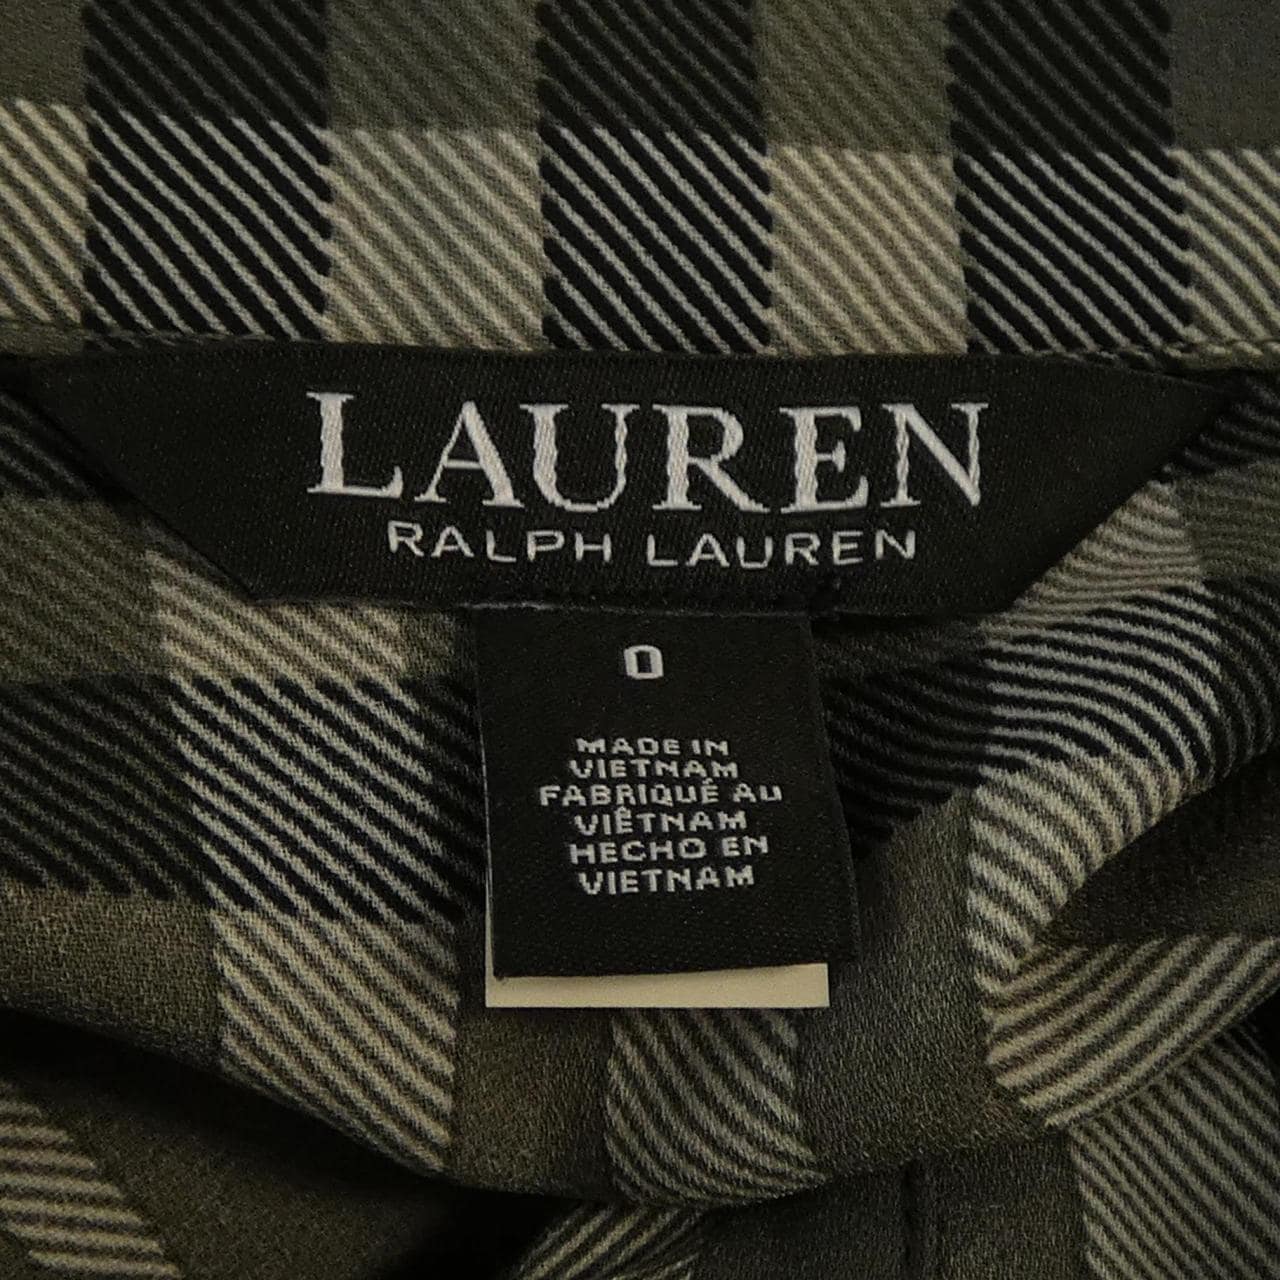 LAUREN
RALPH LAUREN
0
MADE IN
VIETNAM
FABRIQUÉ AU
VIÊTNAM
HECHO EN
VIETNAM